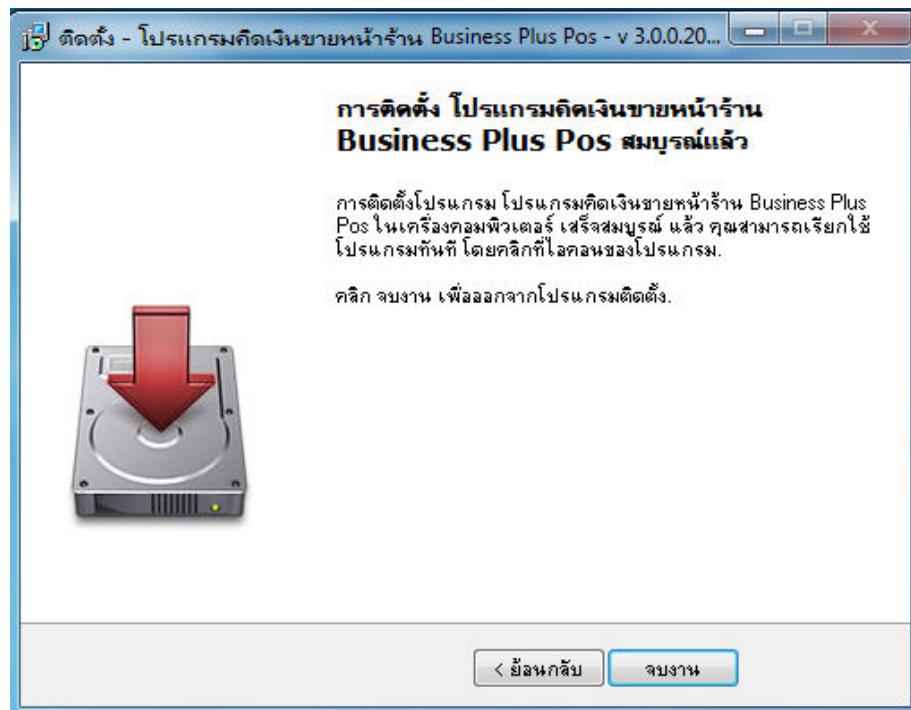 ติดตั้ง - โปรแกรมคิดเงินขายหน้าร้าน Business Plus Pos - v 3.0.0.20...
การติดตั้ง โปรแกรมคิดเงินขายหน้าร้าน
Business Plus Pos สมบรูณ์แล้ว
การติดตั้งโปรแกรม โปรแกรมคิดเงินขายหน้าร้าน Business Plus
Pos ในเครื่องคอมพิวเตอร์ เสร็จสมบูรณ์ แล้ว คุณสามารถเรียกใช้
โปรแกรมทันที โดยคลิกที่ไอคอนของโปรแกรม.
คลิก จบงาน เพื่อออกจากโปรแกรมติดตั้ง.
< ย้อนกลับ
จบงาน